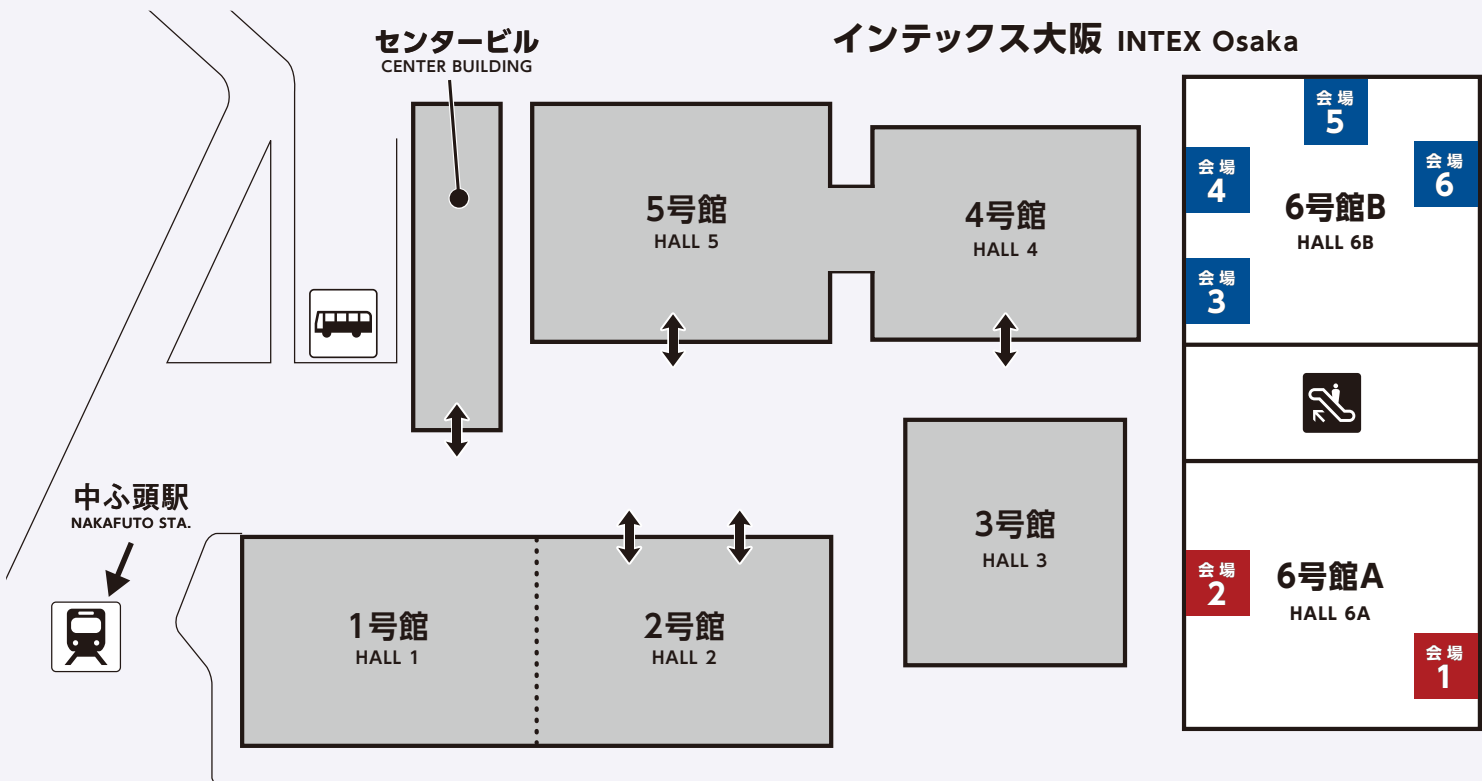 インテックス大阪 INTEX Osaka
センタービル
CENTER BUILDING
5号館
HALL 5
4号館
HALL 4
会場
5
会場
4
会場
6
6号館B
HALL 6B
会場
3
中ふ頭駅
NAKAFUTO STA.
1号館
HALL 1
2号館
HALL 2
3号館
HALL 3
会場
2
6号館A
HALL 6A
会場
1